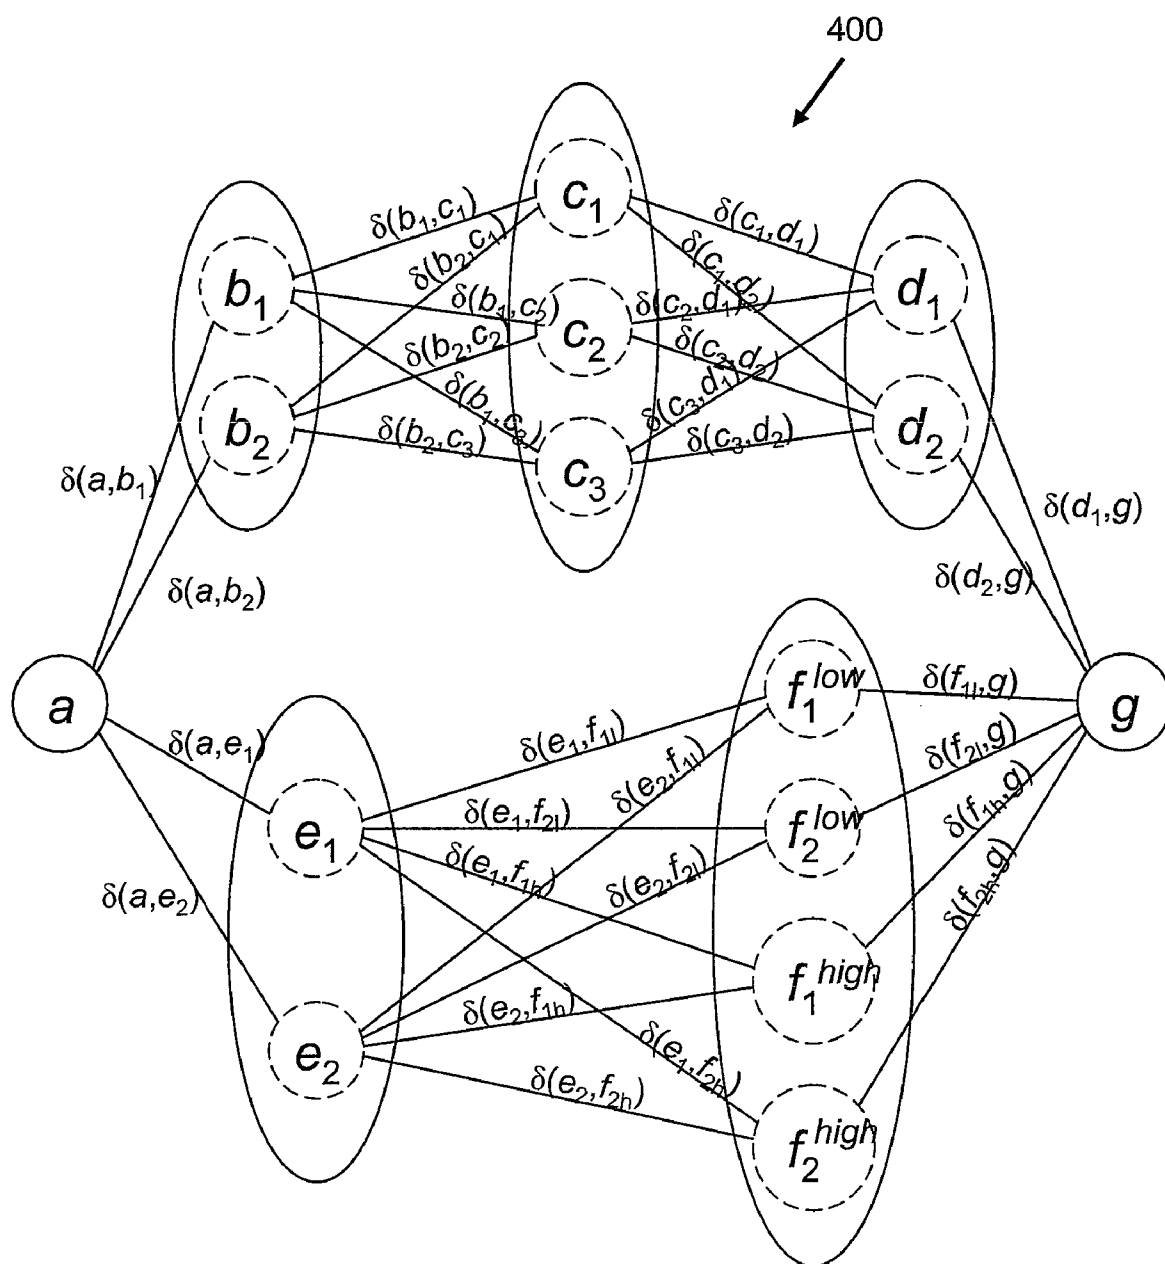 400
c₁
δ(b₁,c₁)
δ(c₁,d₁)
δ(b₂,c₁)
δ(c₁,d₂)
b₁
d₁
δ(b₁,c₂)
δ(c₂,d₁)
c₂
δ(b₂,c₂)
δ(c₂,d₂)
δ(b₁,c₃)
δ(c₃,d₁)
b₂
d₂
δ(b₂,c₃)
δ(c₃,d₂)
c₃
δ(a,b₁)
δ(d₁,g)
δ(a,b₂)
δ(d₂,g)
a
f₁ˡᵒʷ
δ(f₁ₗ,g)
g
δ(a,e₁)
δ(e₁,f₁ₗ)
δ(e₂,f₁ₗ)
δ(f₂ₗ,g)
e₁
δ(e₁,f₂ₗ)
f₂ˡᵒʷ
δ(f₁ₕ,g)
δ(e₁,f₁ₕ)
δ(e₂,f₂ₗ)
δ(a,e₂)
δ(f₂ₕ,g)
f₁ʰⁱᵍʰ
δ(e₂,f₁ₕ)
e₂
δ(e₁,f₂ₕ)
δ(e₂,f₂ₕ)
f₂ʰⁱᵍʰ